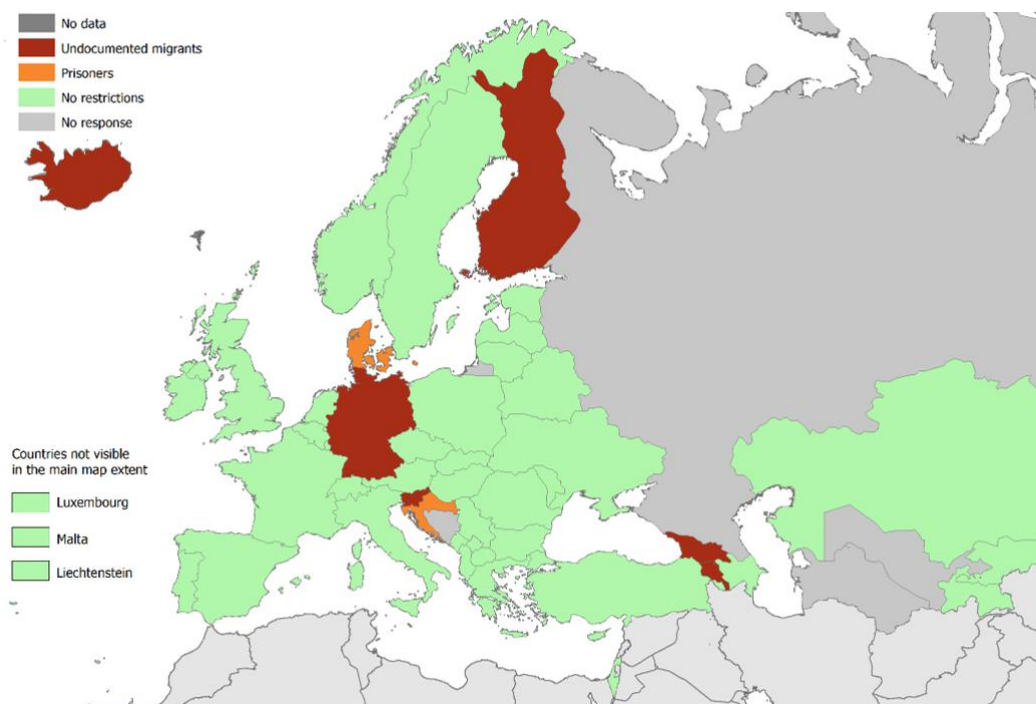 No data
Undocumented migrants
Prisoners
No restrictions
No response
Countries not visible
in the main map extent
Luxembourg
Malta
Liechtenstein